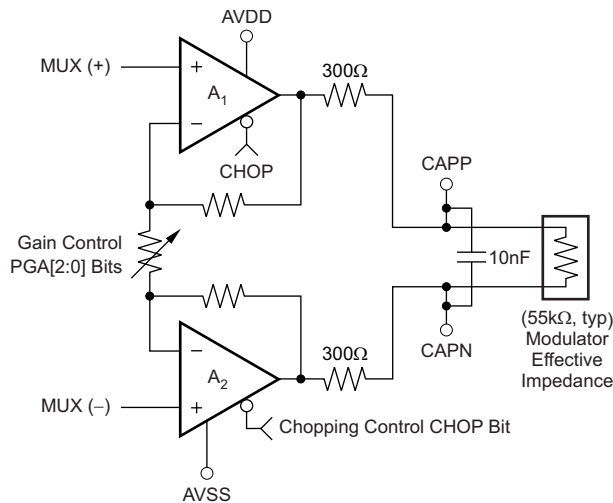 AVDD
MUX (+)
+
A1
−
300Ω
CHOP
CAPP
Gain Control
PGA[2:0] Bits
10nF
(55kΩ, typ)
Modulator
Effective
Impedance
−
A2
+
300Ω
CAPN
MUX (−)
Chopping Control CHOP Bit
AVSS